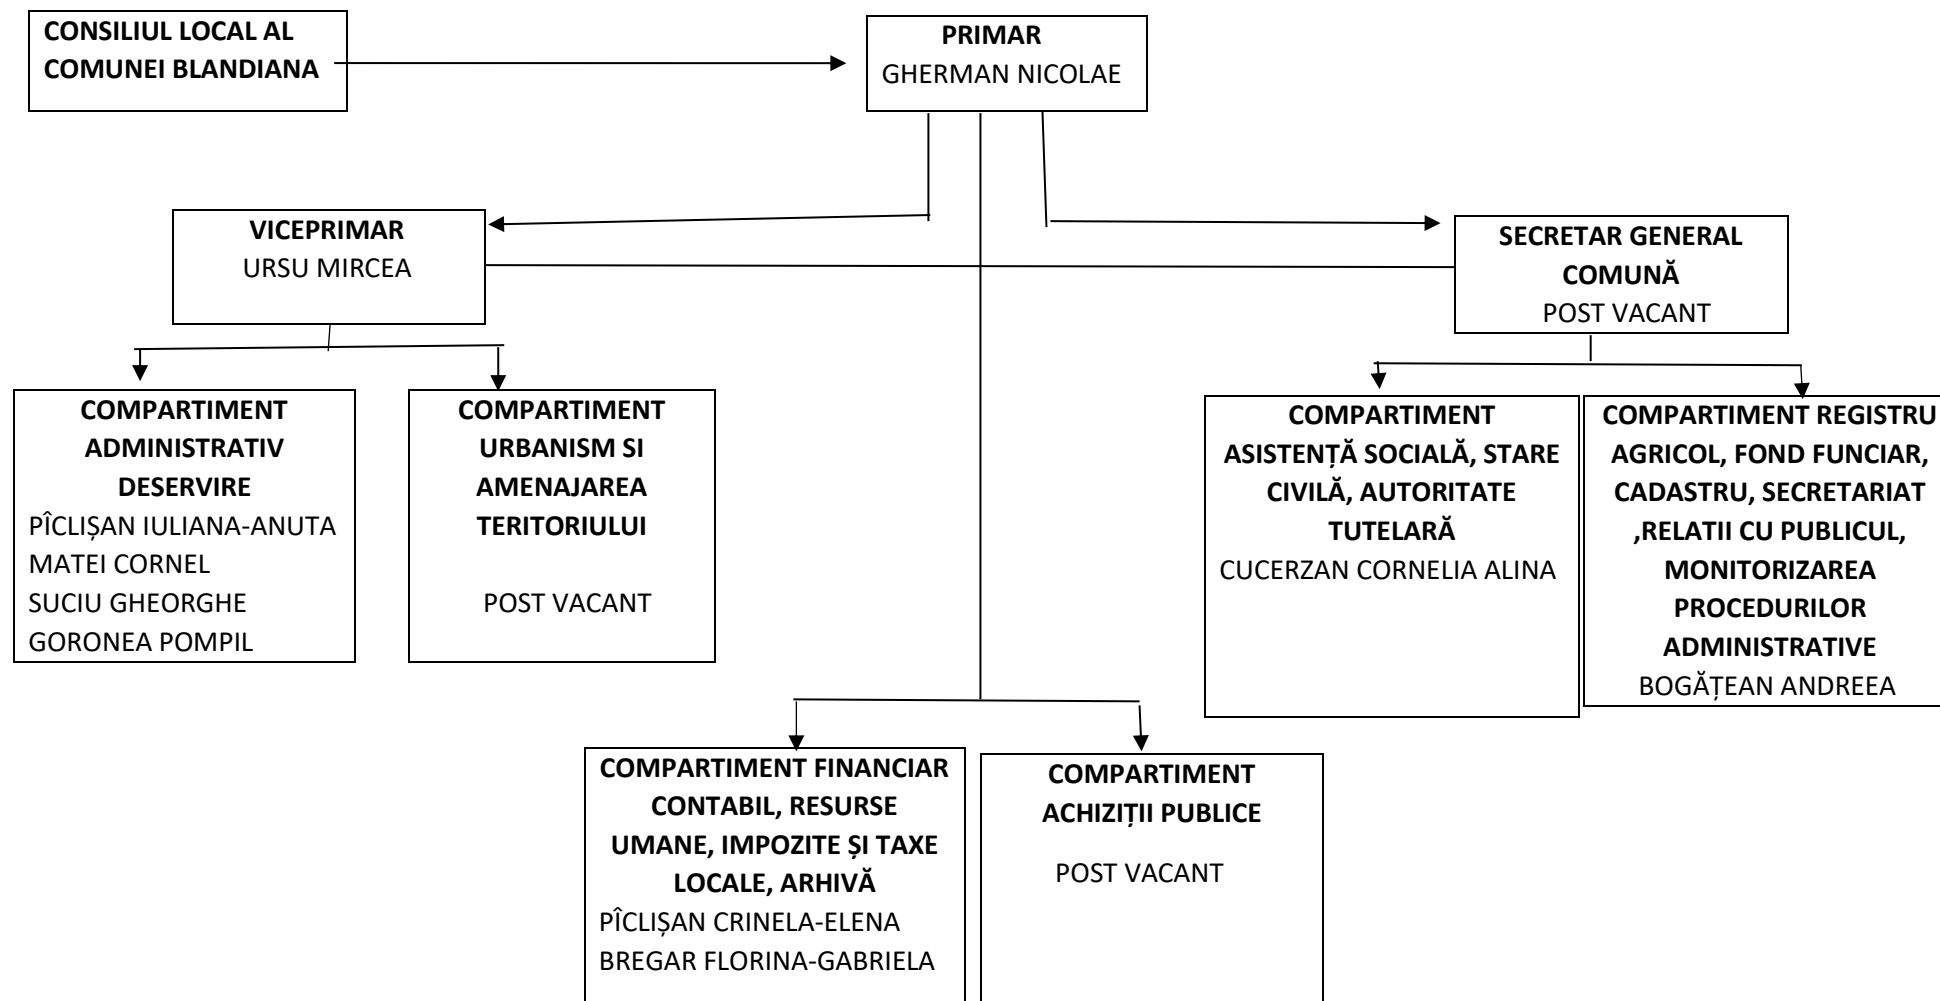 CONSILIUL LOCAL AL
COMUNEI BLANDIANA
PRIMAR
GHERMAN NICOLAE
VICEPRIMAR
URSU MIRCEA
SECRETAR GENERAL
COMUNĂ
POST VACANT
COMPARTIMENT
ADMINISTRATIV
DESERVIRE
PÎCLIȘAN IULIANA-ANUTA
MATEI CORNEL
SUCIU GHEORGHE
GORONEA POMPIL
COMPARTIMENT
URBANISM SI
AMENAJAREA
TERITORIULUI
POST VACANT
COMPARTIMENT
ASISTENȚĂ SOCIALĂ, STARE
CIVILĂ, AUTORITATE
TUTELARĂ
CUCERZAN CORNELIA ALINA
COMPARTIMENT REGISTRU
AGRICOL, FOND FUNCIAR,
CADASTRU, SECRETARIAT
,RELATII CU PUBLICUL,
MONITORIZAREA
PROCEDURILOR
ADMINISTRATIVE
BOGĂȚEAN ANDREEA
COMPARTIMENT FINANCIAR
CONTABIL, RESURSE
UMANE, IMPOZITE ȘI TAXE
LOCALE, ARHIVĂ
PÎCLIȘAN CRINELA-ELENA
BREGAR FLORINA-GABRIELA
COMPARTIMENT
ACHIZIȚII PUBLICE
POST VACANT